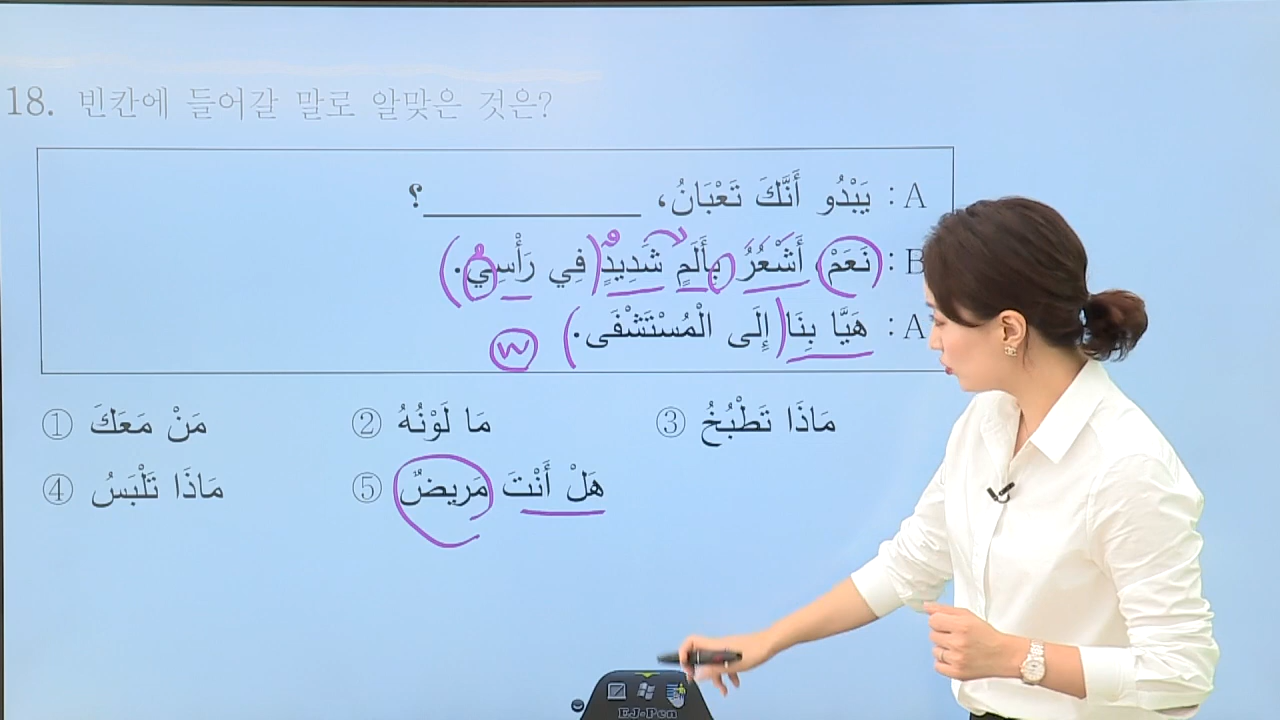 18. 빈칸에 들어갈 말로 알맞은 것은?
A : يَبْدُو أَنَّكَ تَعْبَانُ، ____________؟
B : نَعَمْ، أَشْعُرُ بِأَلَمٍ شَدِيدٍ فِي رَأْسِي.
A : هَيَّا بِنَا إِلَى الْمُسْتَشْفَى.
① مَنْ مَعَكَ ② مَا لَوْنُهُ ③ مَاذَا تَطْبُخُ
④ مَاذَا تَلْبَسُ ⑤ هَلْ أَنْتَ مَرِيضٌ
EJ-Pen